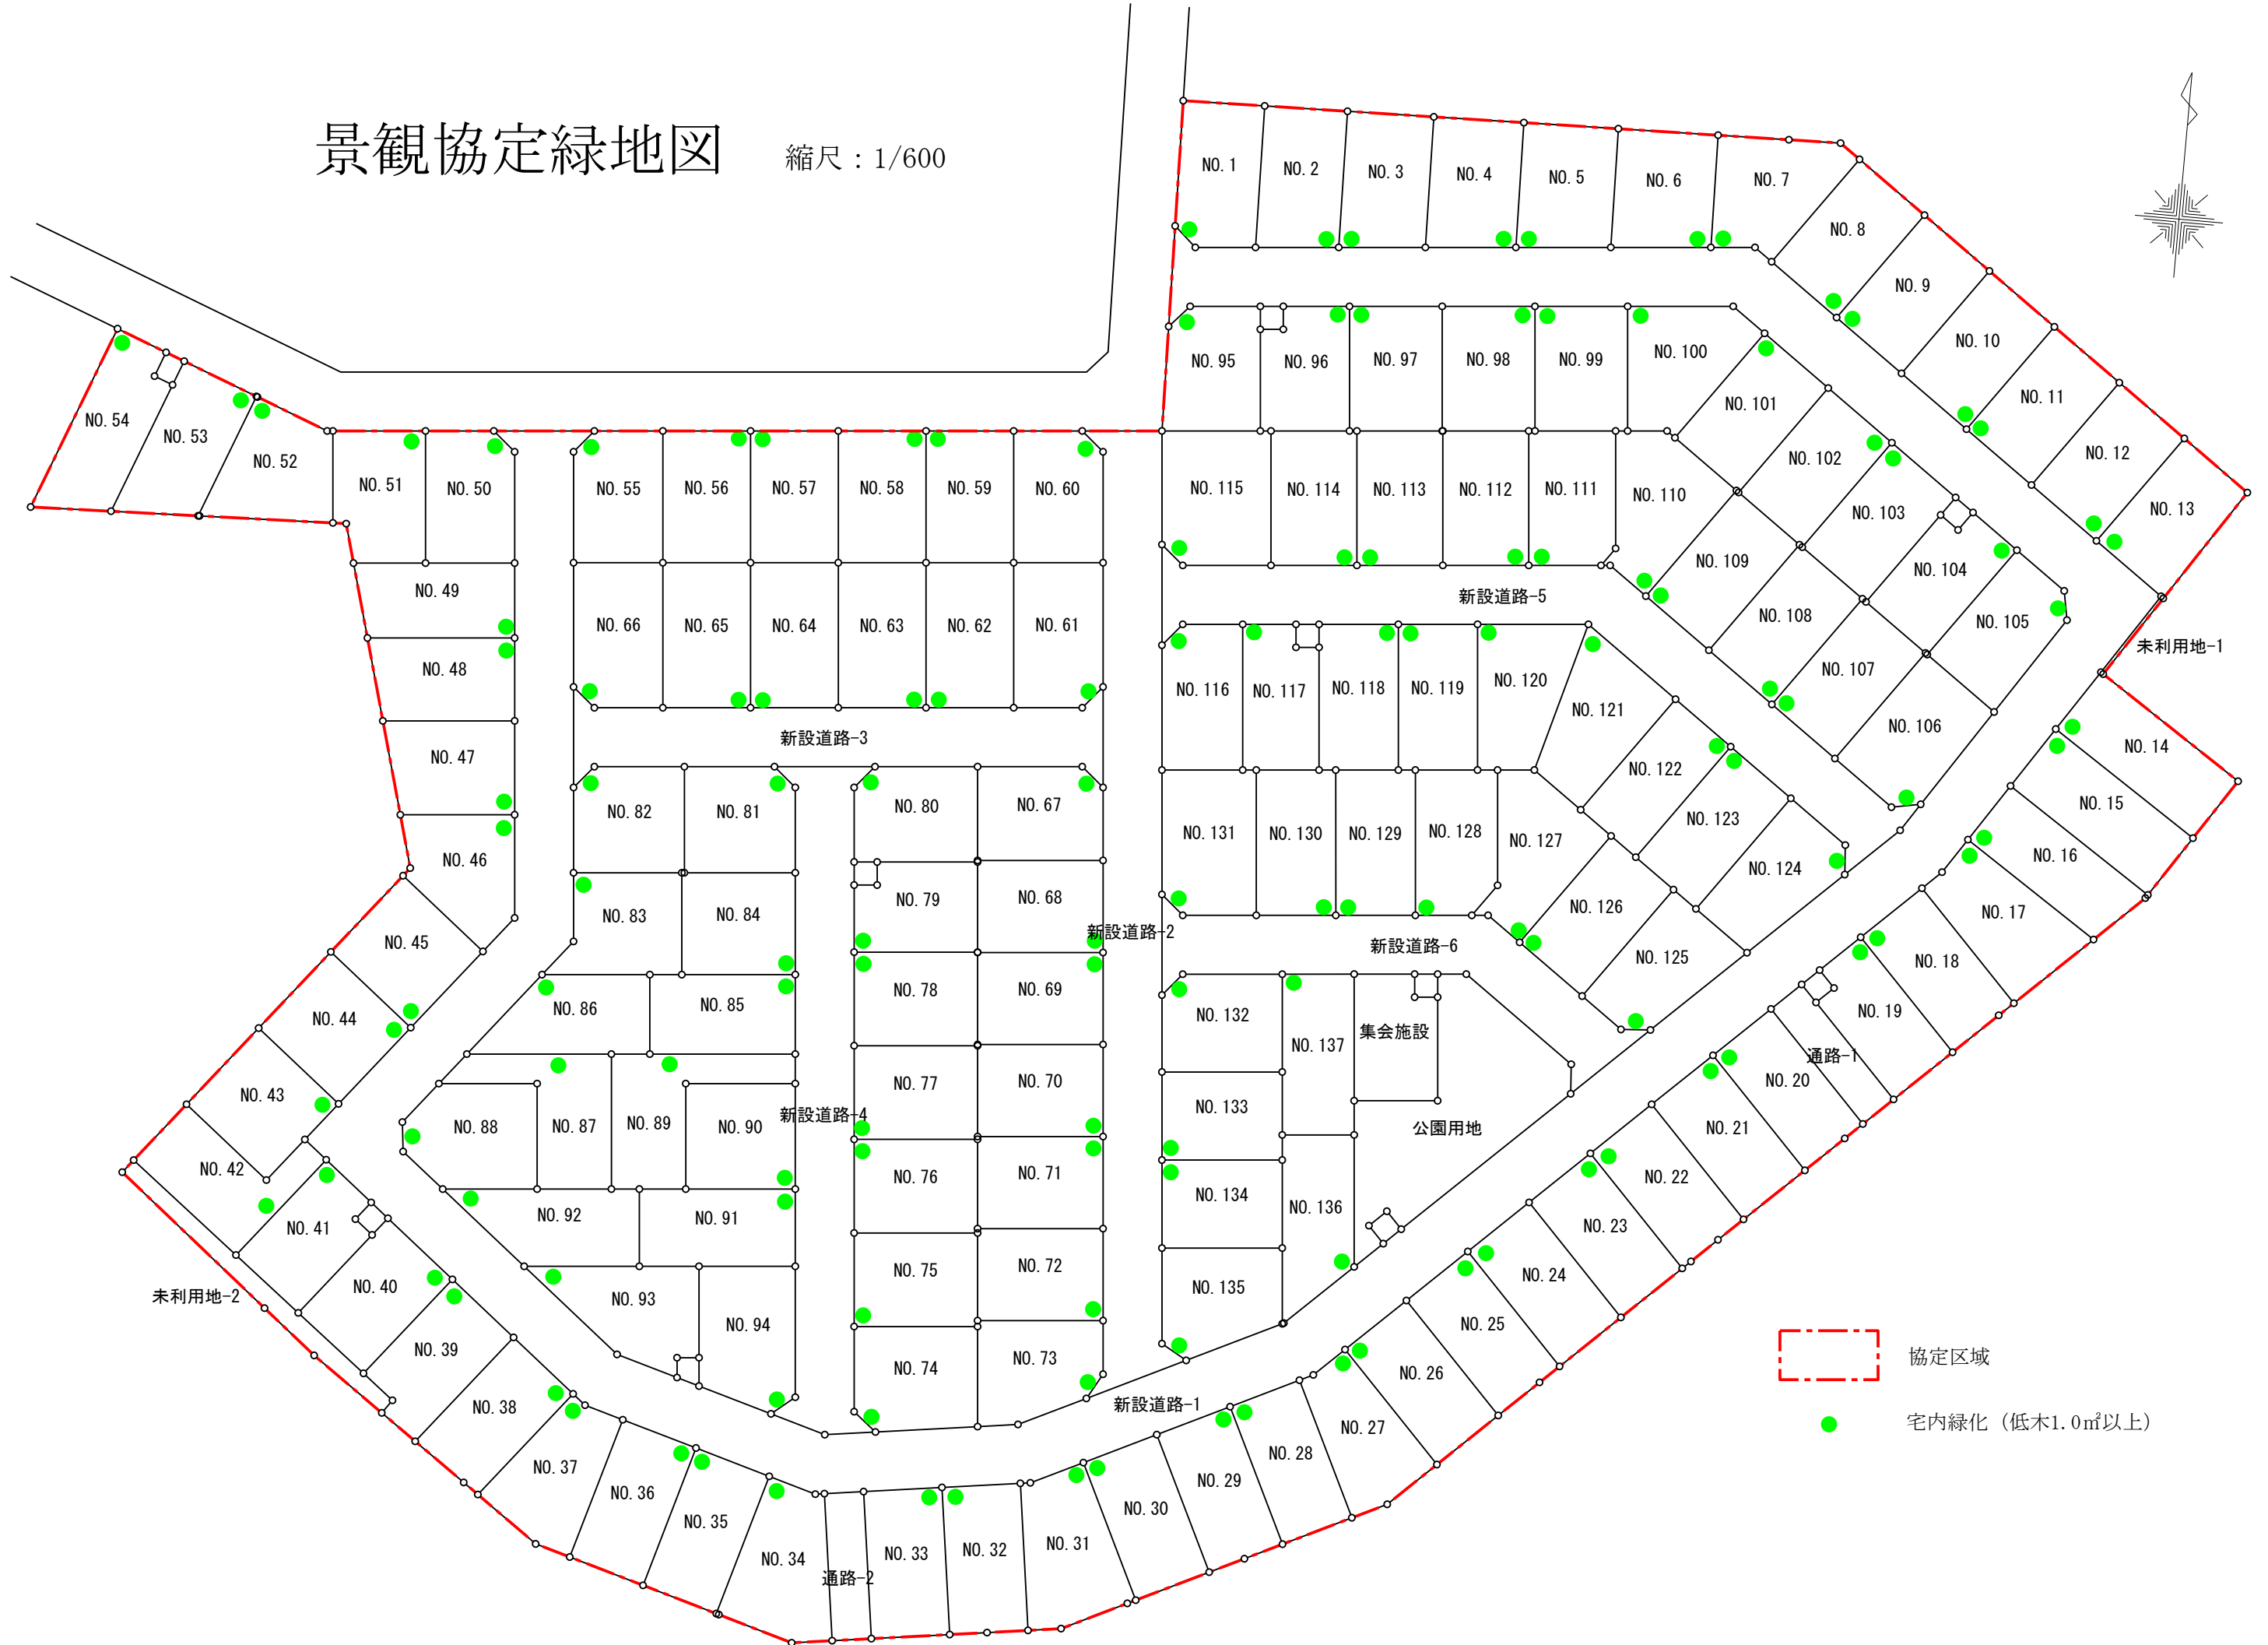 景観協定緑地図
縮尺：1/600
NO.1
NO.2
NO.3
NO.4
NO.5
NO.6
NO.7
NO.8
NO.9
NO.10
NO.11
NO.12
NO.13
未利用地-1
NO.14
NO.15
NO.16
NO.17
NO.18
NO.19
通路-1
NO.20
NO.21
NO.22
NO.23
NO.24
NO.25
NO.26
NO.27
NO.28
NO.29
NO.30
NO.31
NO.32
NO.33
通路-2
NO.34
NO.35
NO.36
NO.37
NO.38
NO.39
NO.40
NO.41
未利用地-2
NO.42
NO.43
NO.44
NO.45
NO.46
NO.47
NO.48
NO.49
NO.50
NO.51
NO.52
NO.53
NO.54
NO.55
NO.56
NO.57
NO.58
NO.59
NO.60
NO.66
NO.65
NO.64
NO.63
NO.62
NO.61
新設道路-3
NO.82
NO.81
NO.80
NO.67
NO.83
NO.84
NO.79
NO.68
新設道路-2
NO.86
NO.85
NO.78
NO.69
NO.88
NO.87
NO.89
NO.90
新設道路-4
NO.77
NO.70
NO.92
NO.91
NO.76
NO.71
NO.93
NO.94
NO.75
NO.72
NO.74
NO.73
新設道路-1
NO.95
NO.96
NO.97
NO.98
NO.99
NO.100
NO.101
NO.102
NO.103
NO.104
NO.105
NO.115
NO.114
NO.113
NO.112
NO.111
NO.110
NO.109
NO.108
NO.107
NO.106
新設道路-5
NO.116
NO.117
NO.118
NO.119
NO.120
NO.121
NO.122
NO.123
NO.124
NO.131
NO.130
NO.129
NO.128
NO.127
NO.126
NO.125
新設道路-6
NO.132
NO.137
集会施設
NO.133
公園用地
NO.134
NO.136
NO.135
協定区域
宅内緑化（低木1.0㎡以上）